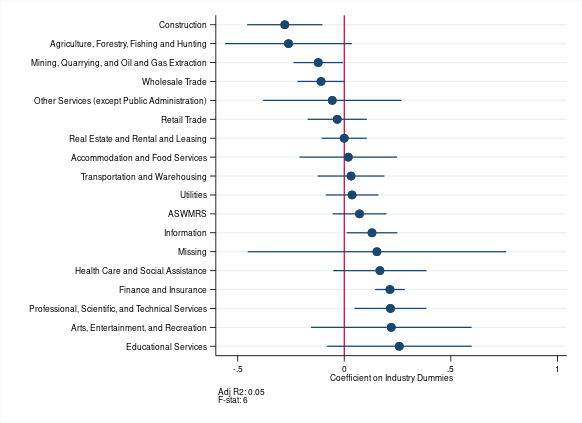 Construction
Agriculture, Forestry, Fishing and Hunting
Mining, Quarrying, and Oil and Gas Extraction
Wholesale Trade
Other Services (except Public Administration)
Retail Trade
Real Estate and Rental and Leasing
Accommodation and Food Services
Transportation and Warehousing
Utilities
ASWMRS
Information
Missing
Health Care and Social Assistance
Finance and Insurance
Professional, Scientific, and Technical Services
Arts, Entertainment, and Recreation
Educational Services
-.5 0 .5 1
Coefficient on Industry Dummies
Adj R2: 0.05
F-stat: 6